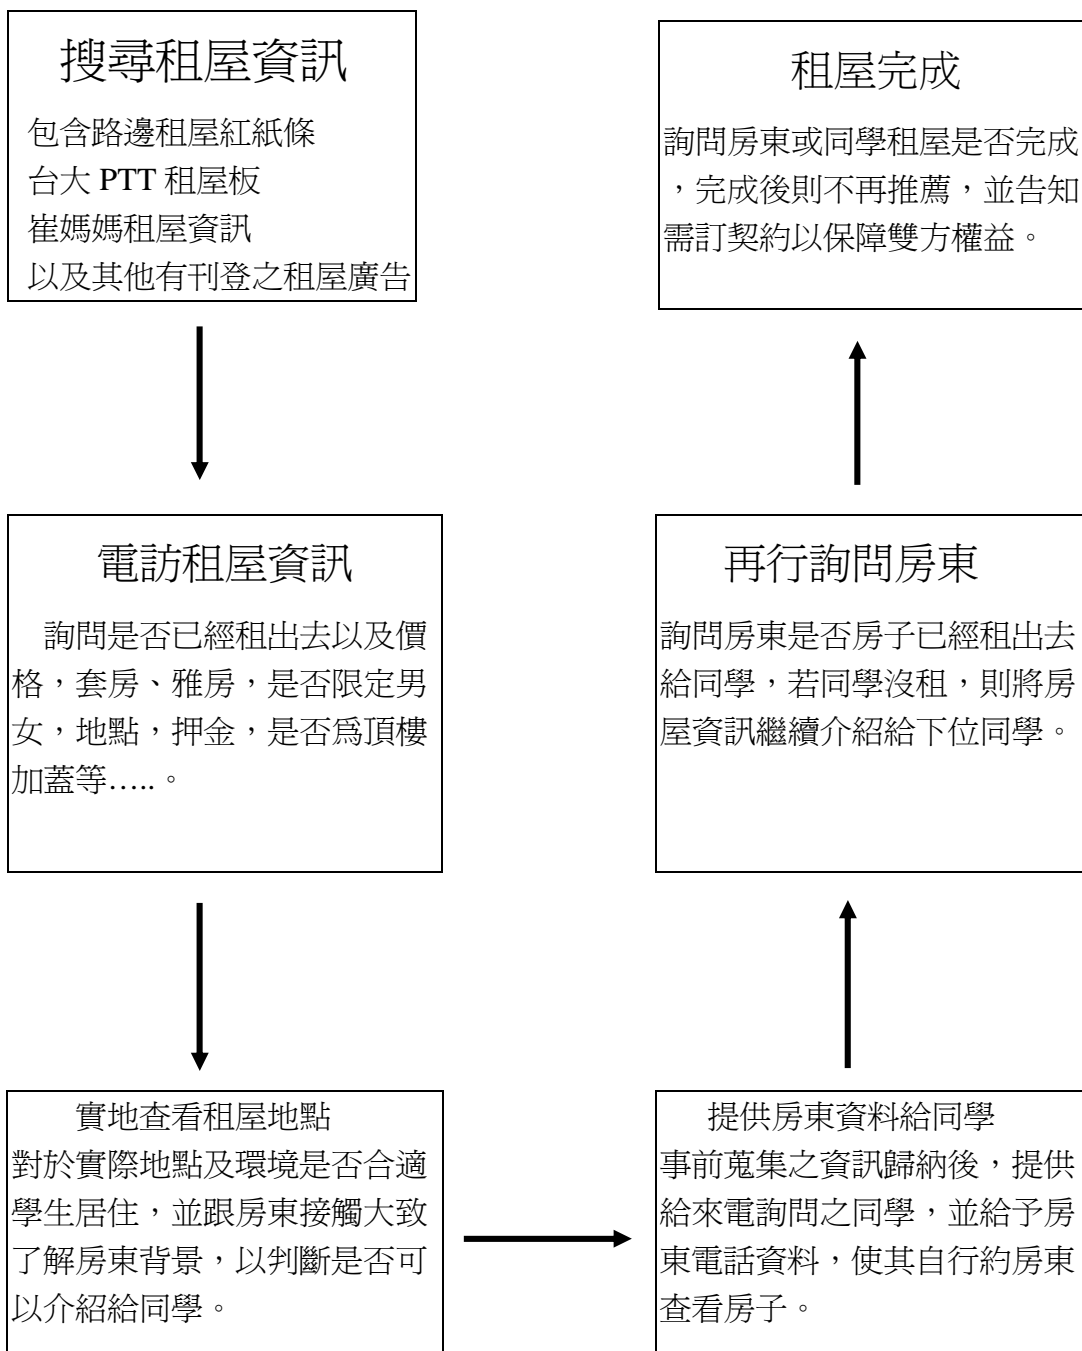 搜尋租屋資訊
包含路邊租屋紅紙條
台大 PTT 租屋板
崔媽媽租屋資訊
以及其他有刊登之租屋廣告
電訪租屋資訊
詢問是否已經租出去以及價
格，套房、雅房，是否限定男
女，地點，押金，是否為頂樓
加蓋等…..。
實地查看租屋地點
對於實際地點及環境是否合適
學生居住，並跟房東接觸大致
了解房東背景，以判斷是否可
以介紹給同學。
提供房東資料給同學
事前蒐集之資訊歸納後，提供
給來電詢問之同學，並給予房
東電話資料，使其自行約房東
查看房子。
再行詢問房東
詢問房東是否房子已經租出去
給同學，若同學沒租，則將房
屋資訊繼續介紹給下位同學。
租屋完成
詢問房東或同學租屋是否完成
，完成後則不再推薦，並告知
需訂契約以保障雙方權益。